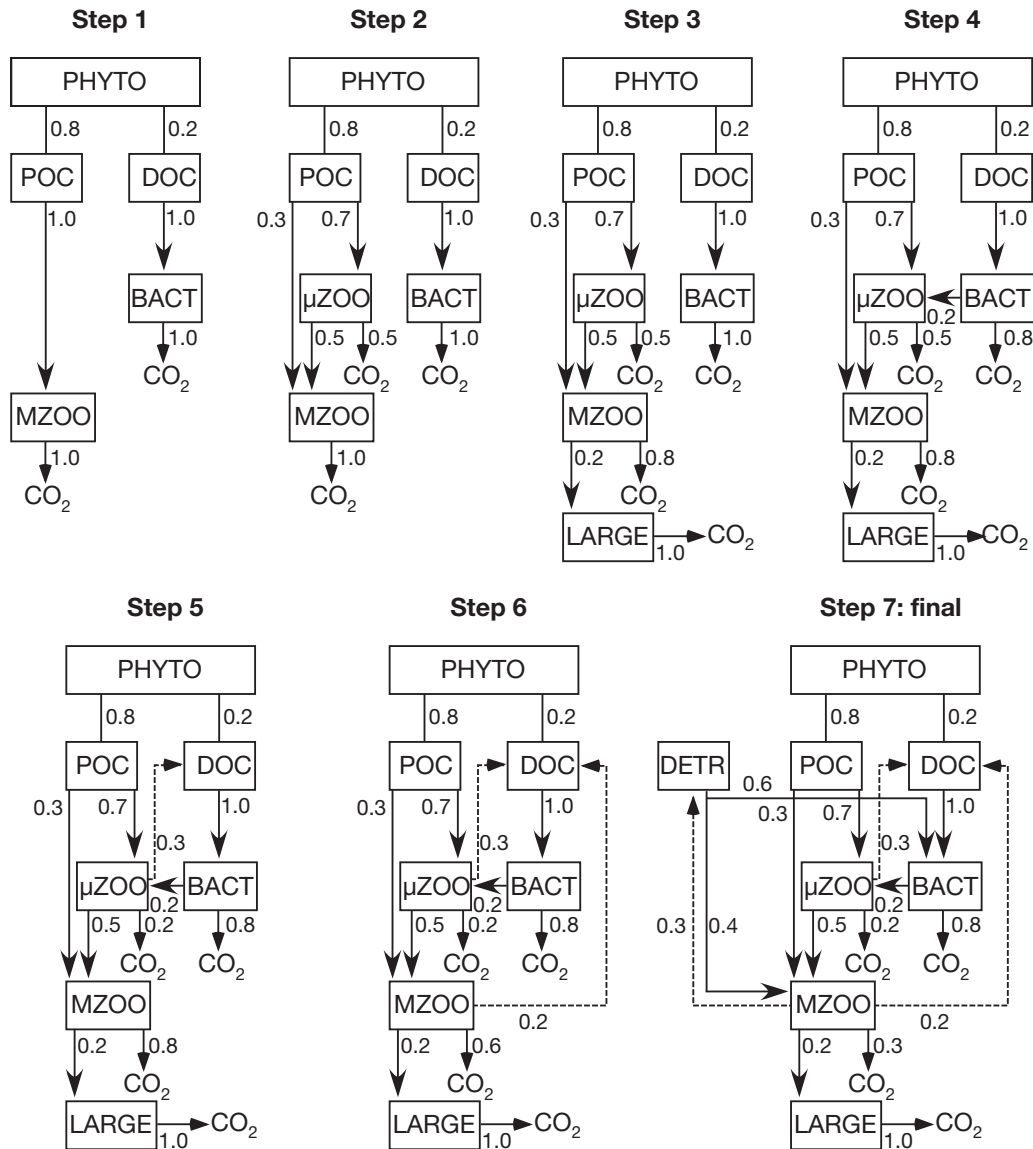 Step 1
PHYTO
0.8
0.2
POC
DOC
1.0
1.0
BACT
1.0
CO2
MZOO
1.0
CO2
Step 2
PHYTO
0.8
0.2
POC
DOC
0.3
0.7
1.0
µZOO
BACT
0.5
0.5
1.0
CO2
CO2
MZOO
1.0
CO2
Step 3
PHYTO
0.8
0.2
POC
DOC
0.3
0.7
1.0
µZOO
BACT
0.5
0.5
1.0
CO2
CO2
MZOO
0.2
0.8
CO2
LARGE
1.0
CO2
Step 4
PHYTO
0.8
0.2
POC
DOC
0.3
0.7
1.0
µZOO
BACT
0.2
0.5
0.5
0.8
CO2
CO2
MZOO
0.2
0.8
CO2
LARGE
1.0
CO2
Step 5
PHYTO
0.8
0.2
POC
DOC
0.3
0.7
1.0
0.3
µZOO
BACT
0.2
0.5
0.2
0.8
CO2
CO2
MZOO
0.2
0.8
CO2
LARGE
1.0
CO2
Step 6
PHYTO
0.8
0.2
POC
DOC
0.3
0.7
1.0
0.3
µZOO
BACT
0.2
0.5
0.2
0.8
CO2
CO2
MZOO
0.2
0.2
0.6
CO2
LARGE
1.0
CO2
Step 7: final
PHYTO
0.8
0.2
DETR
POC
DOC
0.6
0.3
0.7
1.0
0.3
µZOO
BACT
0.2
0.3
0.4
0.5
0.2
0.8
CO2
CO2
MZOO
0.2
0.2
0.3
CO2
LARGE
1.0
CO2